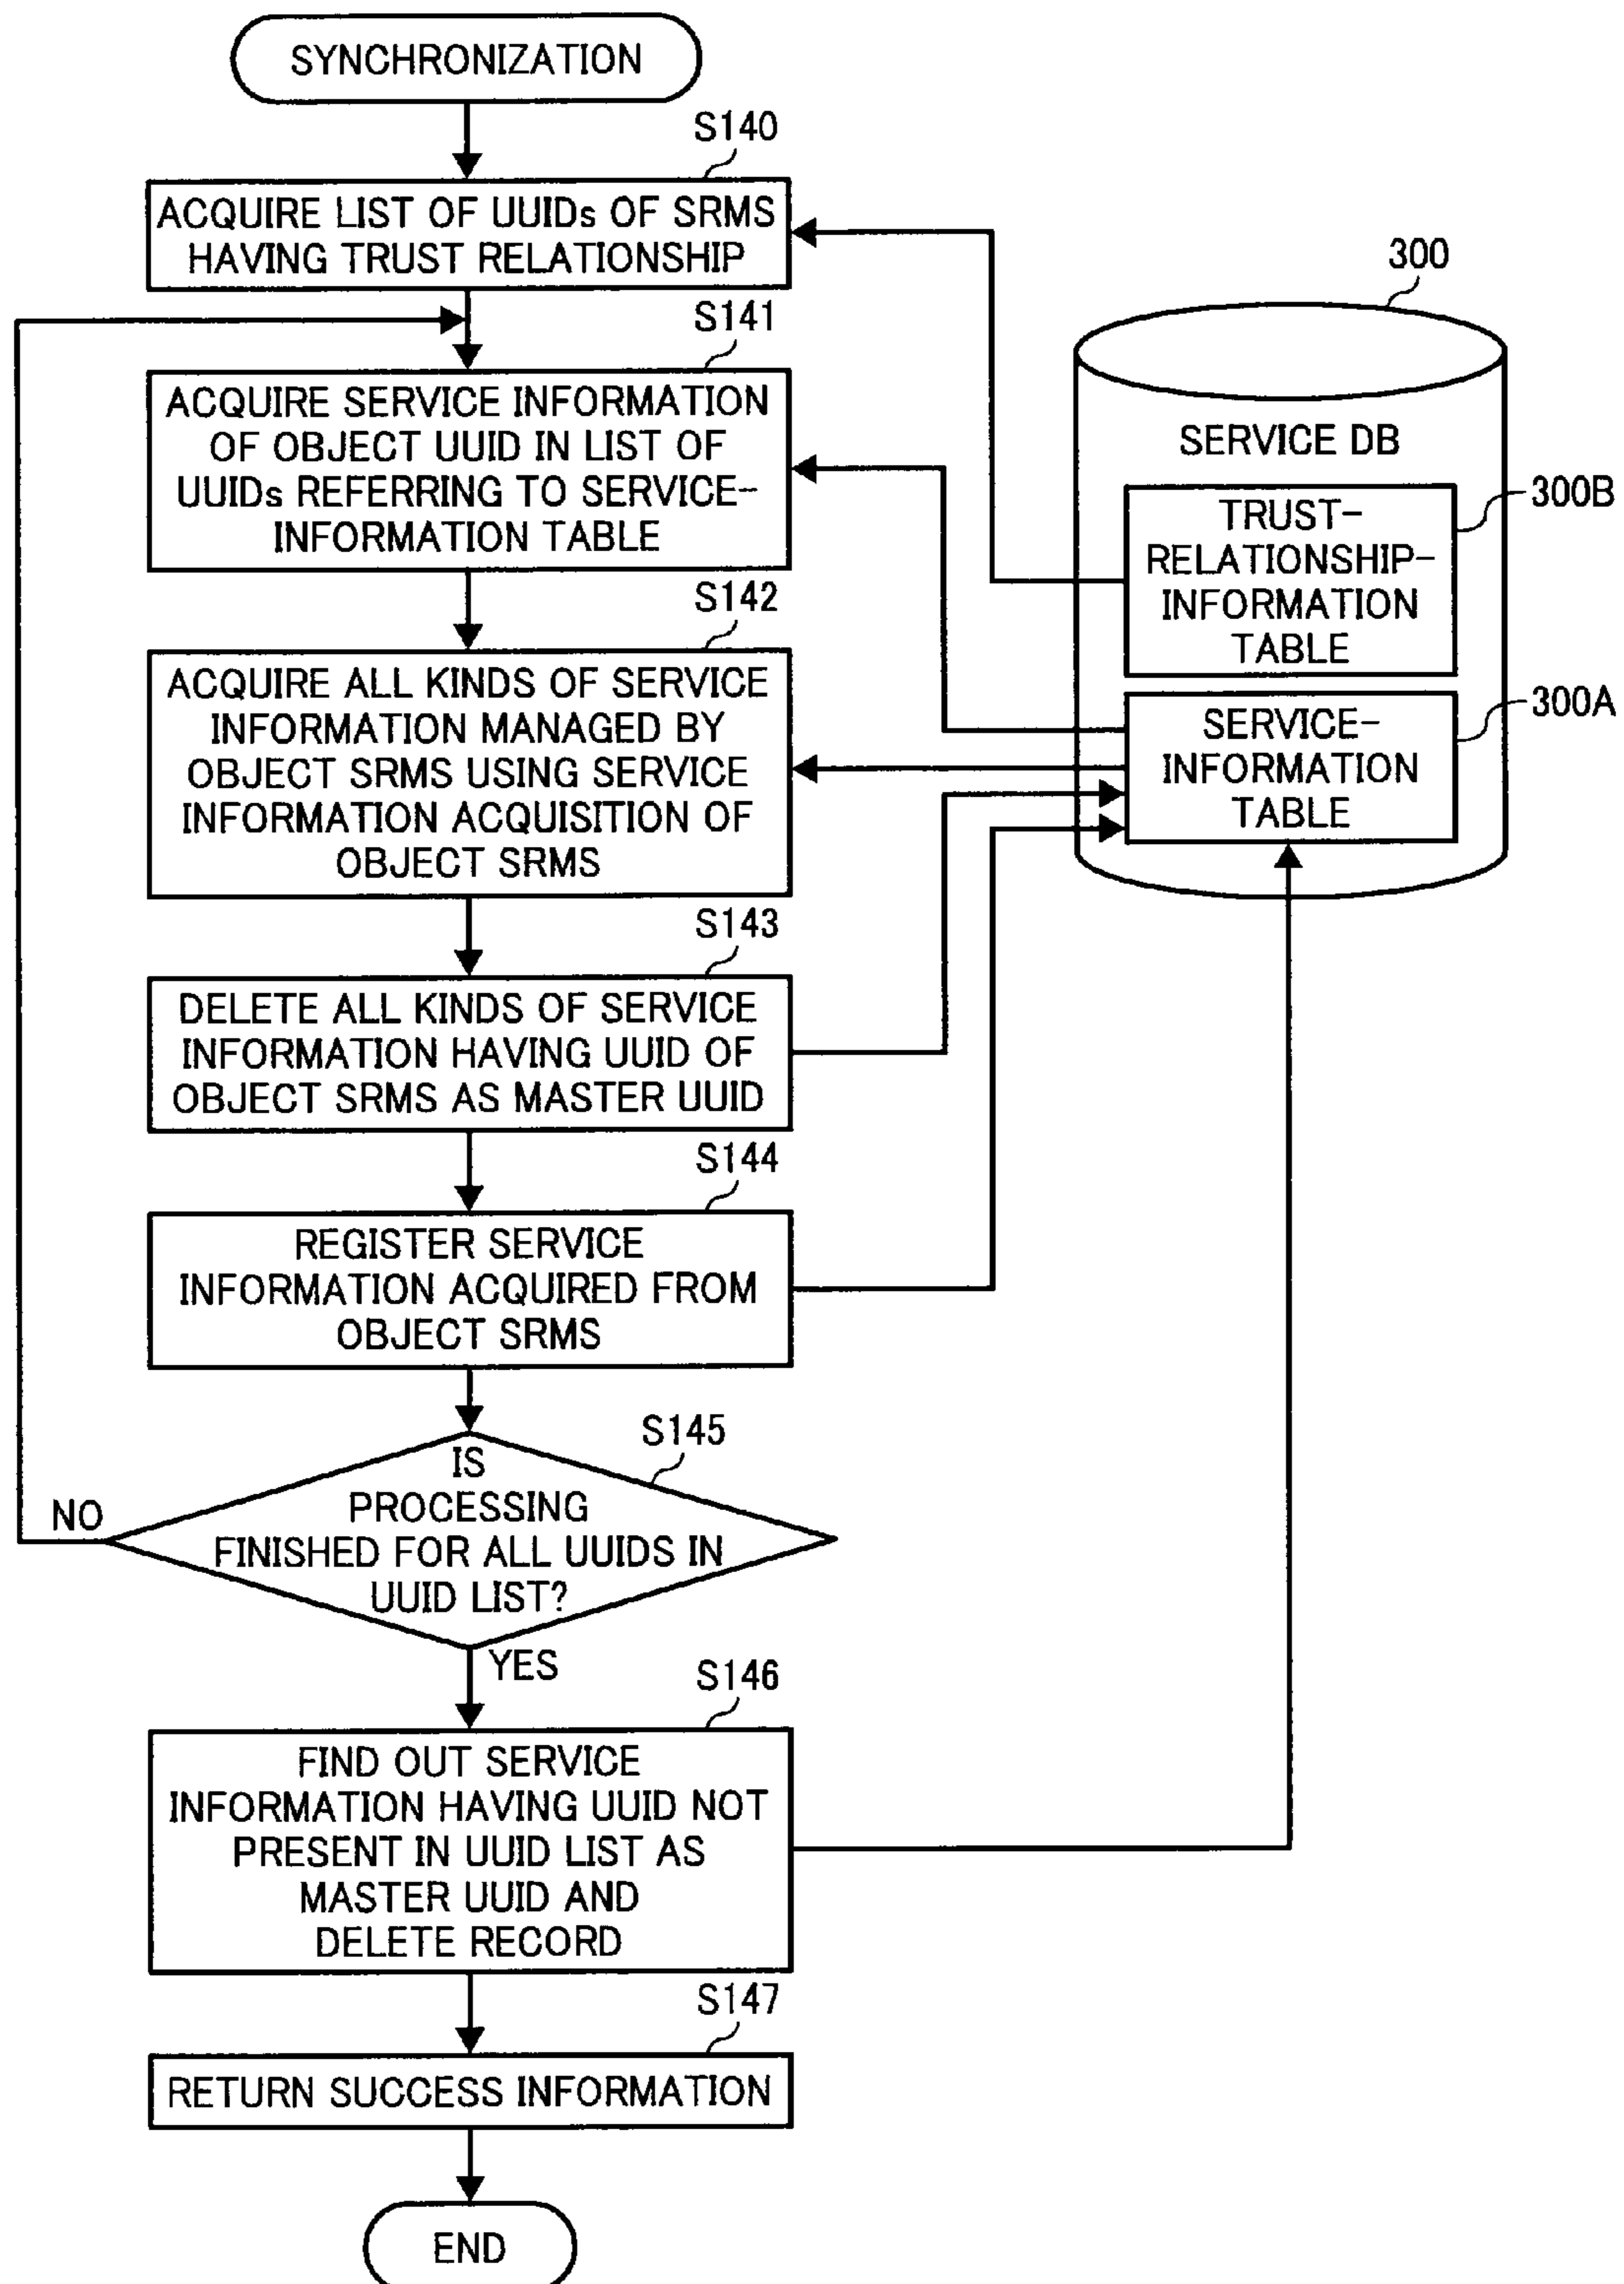 SYNCHRONIZATION
S140
ACQUIRE LIST OF UUIDs OF SRMS
HAVING TRUST RELATIONSHIP
S141
ACQUIRE SERVICE INFORMATION
OF OBJECT UUID IN LIST OF
UUIDs REFERRING TO SERVICE-
INFORMATION TABLE
S142
ACQUIRE ALL KINDS OF SERVICE
INFORMATION MANAGED BY
OBJECT SRMS USING SERVICE
INFORMATION ACQUISITION OF
OBJECT SRMS
S143
DELETE ALL KINDS OF SERVICE
INFORMATION HAVING UUID OF
OBJECT SRMS AS MASTER UUID
S144
REGISTER SERVICE
INFORMATION ACQUIRED FROM
OBJECT SRMS
S145
IS
PROCESSING
FINISHED FOR ALL UUIDS IN
UUID LIST?
NO
YES
S146
FIND OUT SERVICE
INFORMATION HAVING UUID NOT
PRESENT IN UUID LIST AS
MASTER UUID AND
DELETE RECORD
S147
RETURN SUCCESS INFORMATION
END
300
SERVICE DB
300B
TRUST-
RELATIONSHIP-
INFORMATION
TABLE
300A
SERVICE-
INFORMATION
TABLE